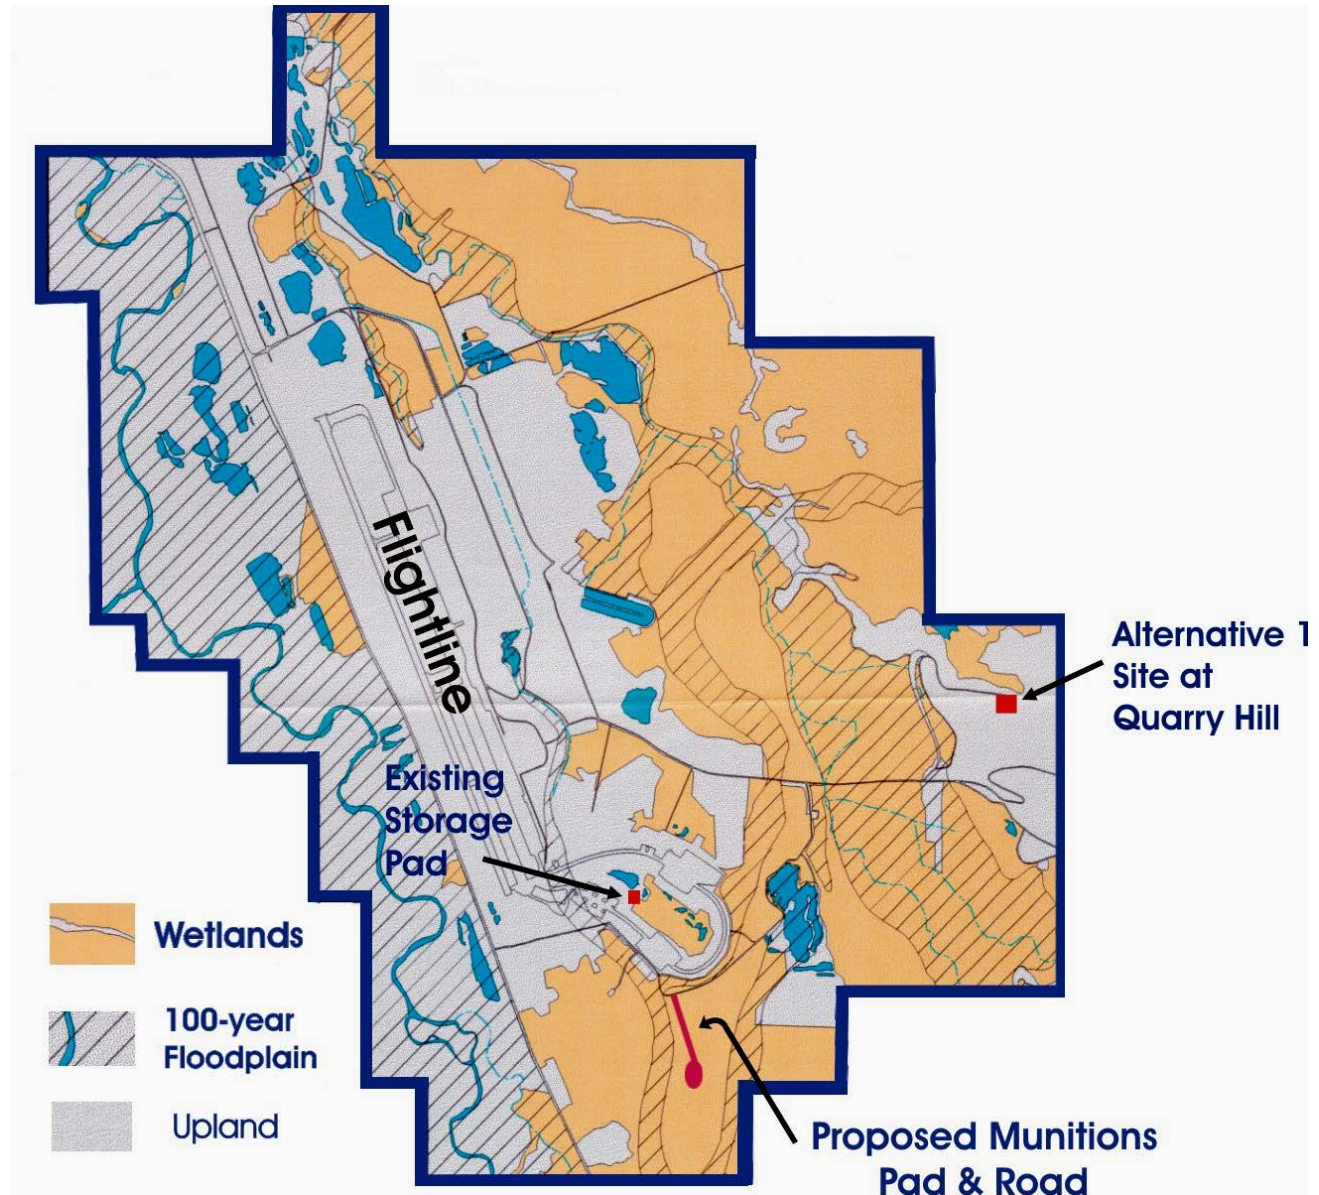 Flightline
Alternative 1
Site at
Quarry Hill
Existing
Storage
Pad
Wetlands
100-year
Floodplain
Upland
Proposed Munitions
Pad & Road